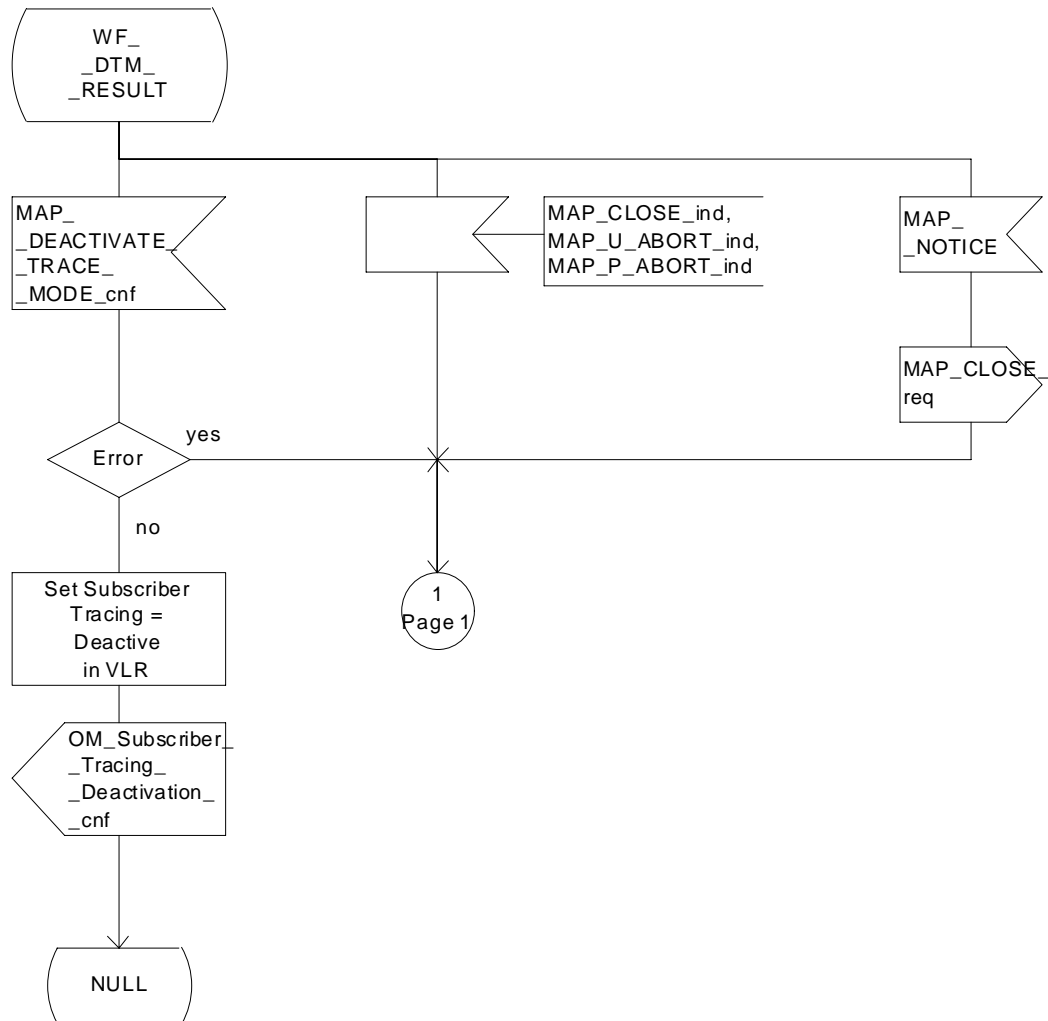 WF_
_DTM_
_RESULT
MAP_
_DEACTIVATE_
_TRACE_
_MODE_cnf
MAP_CLOSE_ind,
MAP_U_ABORT_ind,
MAP_P_ABORT_ind
MAP_
_NOTICE
MAP_CLOSE_
req
Error
yes
no
Set Subscriber
Tracing =
Deactive
in VLR
1
Page 1
OM_Subscriber_
_Tracing_
_Deactivation_
_cnf
NULL